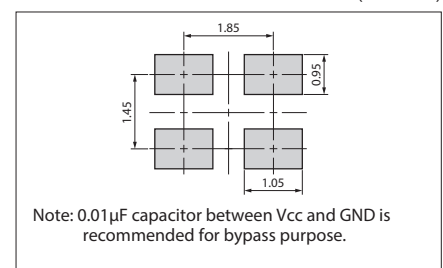 1.85
0.95
1.45
1.05
Note: 0.01μF capacitor between Vcc and GND is
recommended for bypass purpose.